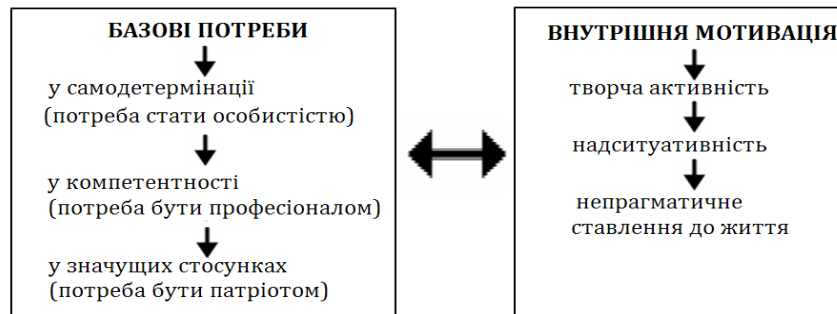 БАЗОВІ ПОТРЕБИ
у самодетермінації
(потреба стати особистістю)
у компетентності
(потреба бути професіоналом)
у значущих стосунках
(потреба бути патріотом)
ВНУТРІШНЯ МОТИВАЦІЯ
творча активність
надситуативність
непрагматичне
ставлення до життя